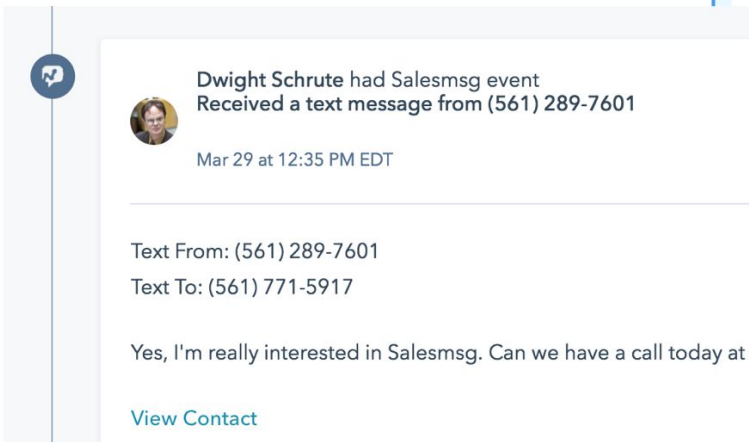 Dwight Schrute had Salesmsg event
Received a text message from (561) 289-7601
Mar 29 at 12:35 PM EDT
Text From: (561) 289-7601
Text To: (561) 771-5917
Yes, I'm really interested in Salesmsg. Can we have a call today at
View Contact